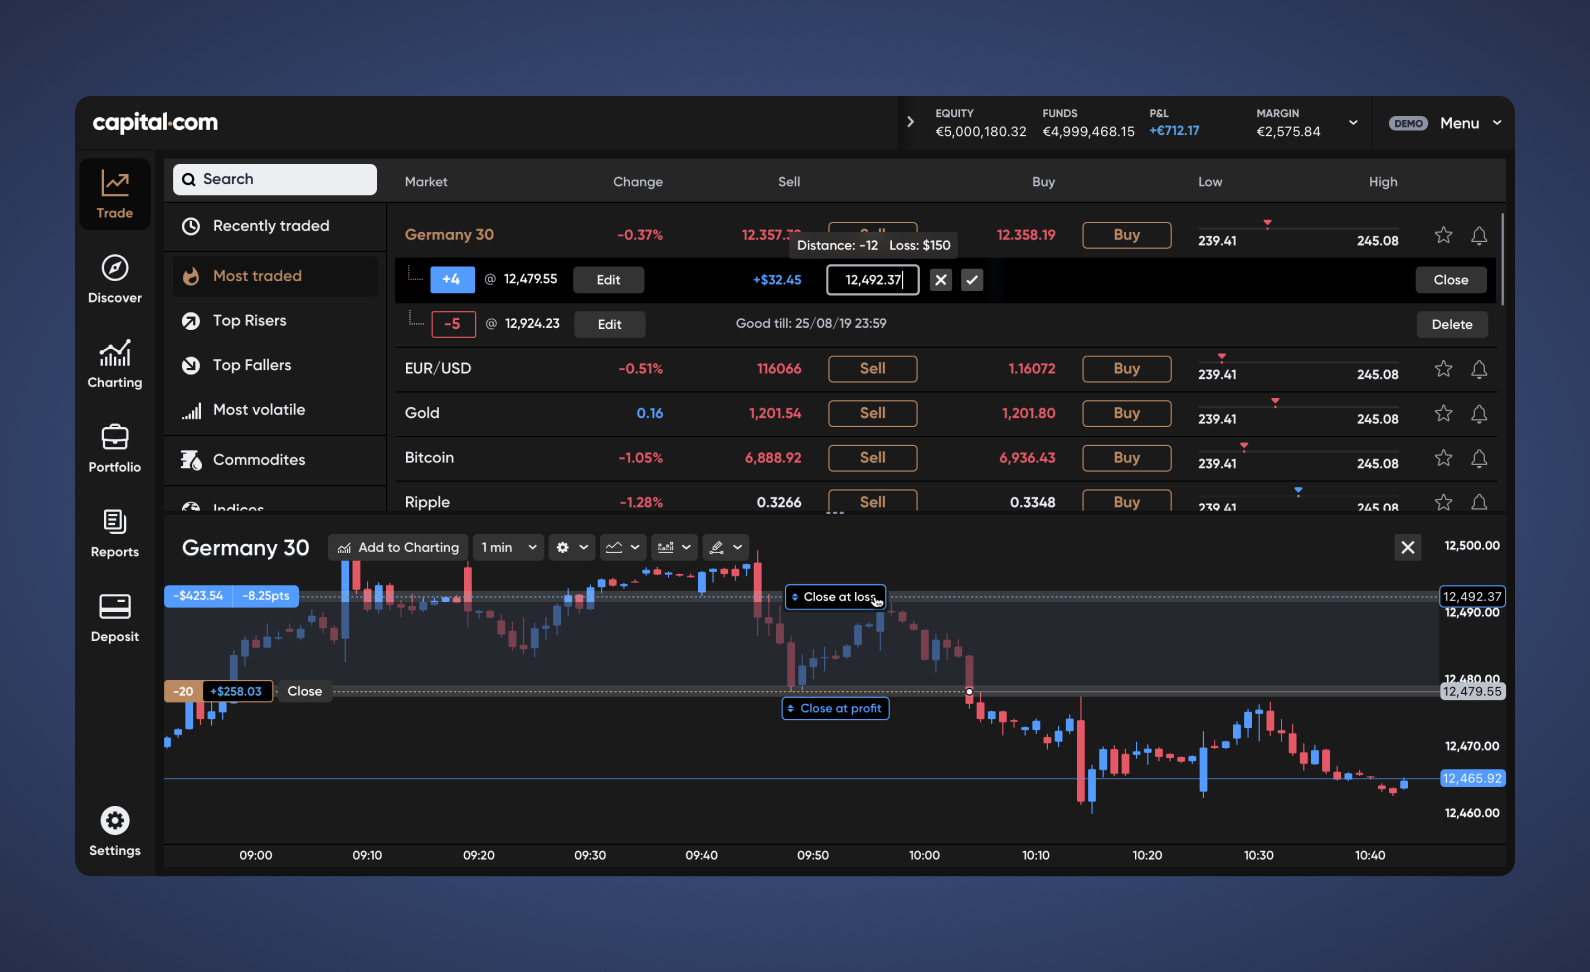 capital.com
EQUITY FUNDS P&L MARGIN
€5,000,180.32 €4,999,468.15 +€712.17 €2,575.84
DEMO Menu
Trade
Discover
Charting
Portfolio
Reports
Deposit
Settings
Search
Recently traded
Most traded
Top Risers
Top Fallers
Most volatile
Commodites
Indices
Market Change Sell Buy Low High
Germany 30 -0.37% 12.357. 12.358.19 Buy 239.41 245.08
Distance: -12 Loss: $150
+4 @ 12,479.55 Edit +$32.45 12,492.37 Close
-5 @ 12,924.23 Edit Good till: 25/08/19 23:59 Delete
EUR/USD -0.51% 116066 Sell 1.16072 Buy 239.41 245.08
Gold 0.16 1,201.54 Sell 1,201.80 Buy 239.41 245.08
Bitcoin -1.05% 6,888.92 Sell 6,936.43 Buy 239.41 245.08
Ripple -1.28% 0.3266 Sell 0.3348 Buy 239.41 245.08
Germany 30 Add to Charting 1 min
12,500.00
-$423.54 -8.25pts
Close at loss
12,492.37
12,490.00
12,480.00
-20 +$258.03 Close
12,479.55
Close at profit
12,470.00
12,465.92
12,460.00
09:00 09:10 09:20 09:30 09:40 09:50 10:00 10:10 10:20 10:30 10:40